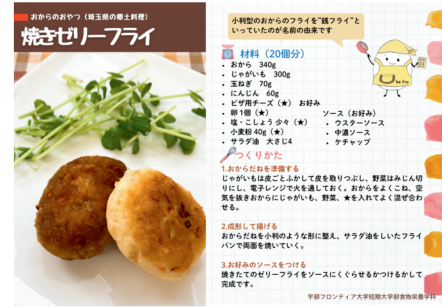 おからのおやつ（埼玉県の郷土料理）
焼きゼリーフライ
小判型のおからのフライを"銭フライ"と
いっていたのが名前の由来です
材料（20個分）
・ おから 340g
・ じゃがいも 300g
・ 玉ねぎ 70g
・ にんじん 60g
・ ピザ用チーズ（★） お好み
・ 卵1個（★）
・ 塩・こしょう 少々（★）
・ 小麦粉 40g（★）
・ サラダ油 大さじ4
ソース（お好み）
・ ウスターソース
・ 中濃ソース
・ ケチャップ
つくりかた
1.おからだねを準備する
じゃがいもは皮ごとふかして皮を取りつぶし、野菜はみじん切
りにし、電子レンジで火を通しておく。おからをよくこね、空
気を抜きおからにじゃがいも、野菜、★を入れてよく混ぜ合わ
せる。
2.成形して揚げる
おからだねを小判のような形に整え、サラダ油をしいたフライ
パンで両面を焼いていく。
3.お好みのソースをつける
焼きたてのゼリーフライをソースにくぐらせるかつけるかして
完成です。
宇部フロンティア大学短期大学部食物栄養学科